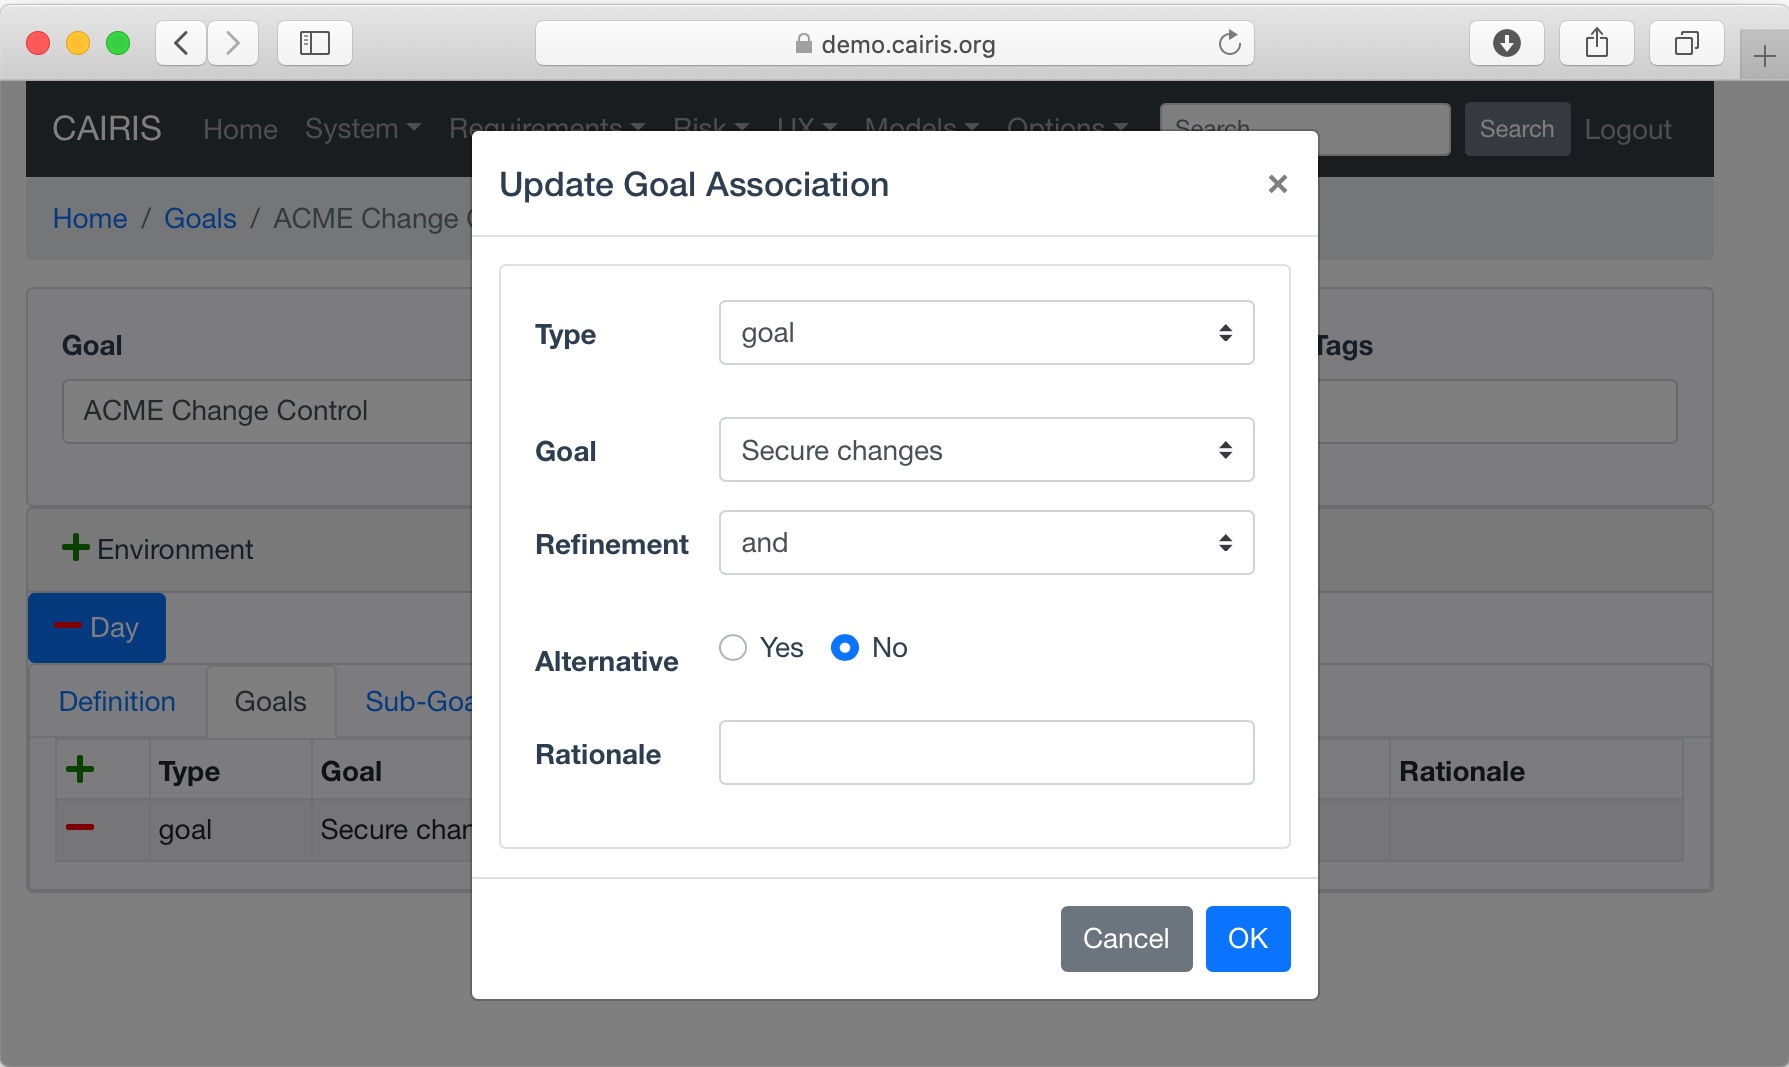 demo.cairis.org
CAIRIS Home System Requirements Risk UX Models Options Search Search Logout
Update Goal Association
Home / Goals / ACME Change
Type goal
Goal Tags
ACME Change Control
Goal Secure changes
Refinement and
Environment
Day
Alternative Yes No
Definition Goals Sub-Goa
Rationale
Type Goal Rationale
goal Secure chan
Cancel OK